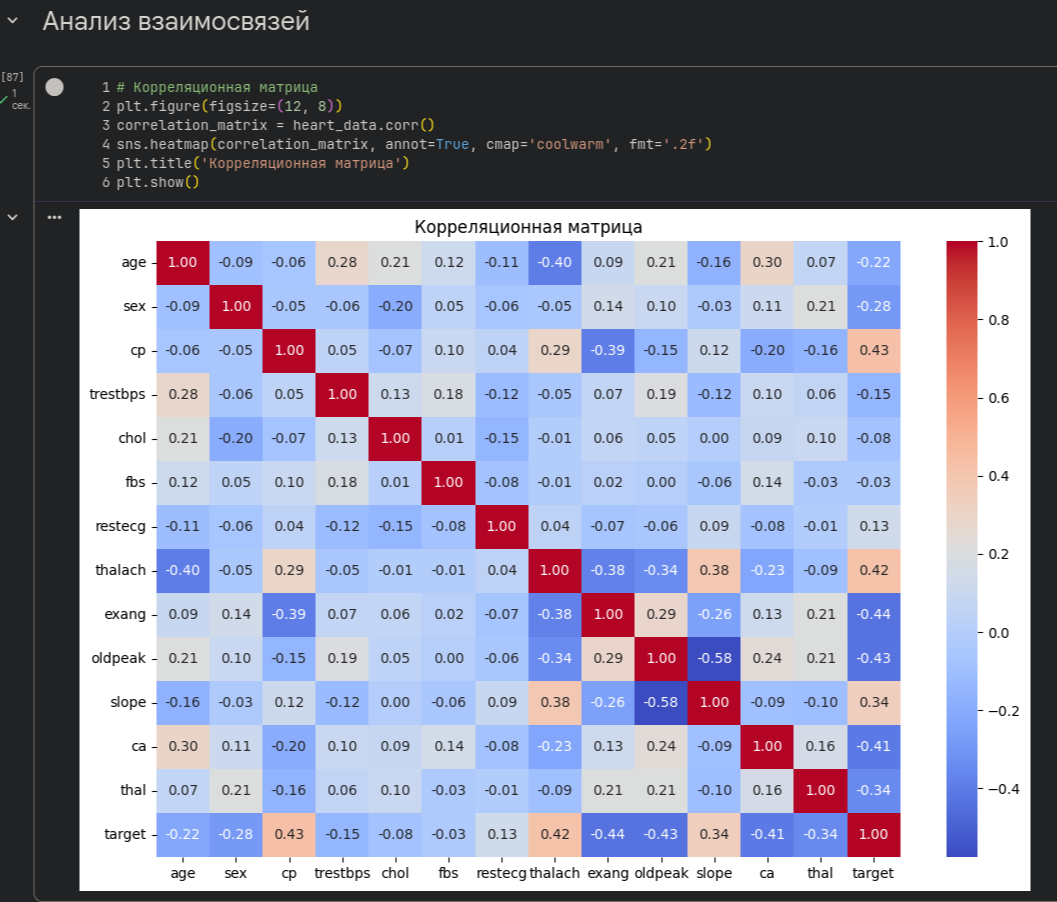 Анализ взаимосвязей
[87]
1
сек.
1 # Корреляционная матрица
2 plt.figure(figsize=(12, 8))
3 correlation_matrix = heart_data.corr()
4 sns.heatmap(correlation_matrix, annot=True, cmap='coolwarm', fmt='.2f')
5 plt.title('Корреляционная матрица')
6 plt.show()
Корреляционная матрица
age 1.00 -0.09 -0.06 0.28 0.21 0.12 -0.11 -0.40 0.09 0.21 -0.16 0.30 0.07 -0.22
sex -0.09 1.00 -0.05 -0.06 -0.20 0.05 -0.06 -0.05 0.14 0.10 -0.03 0.11 0.21 -0.28
cp -0.06 -0.05 1.00 0.05 -0.07 0.10 0.04 0.29 -0.39 -0.15 0.12 -0.20 -0.16 0.43
trestbps 0.28 -0.06 0.05 1.00 0.13 0.18 -0.12 -0.05 0.07 0.19 -0.12 0.10 0.06 -0.15
chol 0.21 -0.20 -0.07 0.13 1.00 0.01 -0.15 -0.01 0.06 0.05 0.00 0.09 0.10 -0.08
fbs 0.12 0.05 0.10 0.18 0.01 1.00 -0.08 -0.01 0.02 0.00 -0.06 0.14 -0.03 -0.03
restecg -0.11 -0.06 0.04 -0.12 -0.15 -0.08 1.00 0.04 -0.07 -0.06 0.09 -0.08 -0.01 0.13
thalach -0.40 -0.05 0.29 -0.05 -0.01 -0.01 0.04 1.00 -0.38 -0.34 0.38 -0.23 -0.09 0.42
exang 0.09 0.14 -0.39 0.07 0.06 0.02 -0.07 -0.38 1.00 0.29 -0.26 0.13 0.21 -0.44
oldpeak 0.21 0.10 -0.15 0.19 0.05 0.00 -0.06 -0.34 0.29 1.00 -0.58 0.24 0.21 -0.43
slope -0.16 -0.03 0.12 -0.12 0.00 -0.06 0.09 0.38 -0.26 -0.58 1.00 -0.09 -0.10 0.34
ca 0.30 0.11 -0.20 0.10 0.09 0.14 -0.08 -0.23 0.13 0.24 -0.09 1.00 0.16 -0.41
thal 0.07 0.21 -0.16 0.06 0.10 -0.03 -0.01 -0.09 0.21 0.21 -0.10 0.16 1.00 -0.34
target -0.22 -0.28 0.43 -0.15 -0.08 -0.03 0.13 0.42 -0.44 -0.43 0.34 -0.41 -0.34 1.00
age sex cp trestbps chol fbs restecg thalach exang oldpeak slope ca thal target
1.0
0.8
0.6
0.4
0.2
0.0
−0.2
−0.4